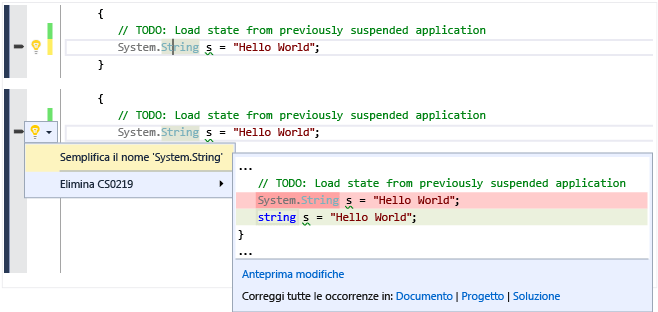 {
// TODO: Load state from previously suspended application
System.String s = "Hello World";
}
{
// TODO: Load state from previously suspended application
System.String s = "Hello World";
Semplifica il nome 'System.String'
Elimina CS0219
...
// TODO: Load state from previously suspended application
System.String s = "Hello World";
string s = "Hello World";
}
...
Anteprima modifiche
Correggi tutte le occorrenze in: Documento | Progetto | Soluzione